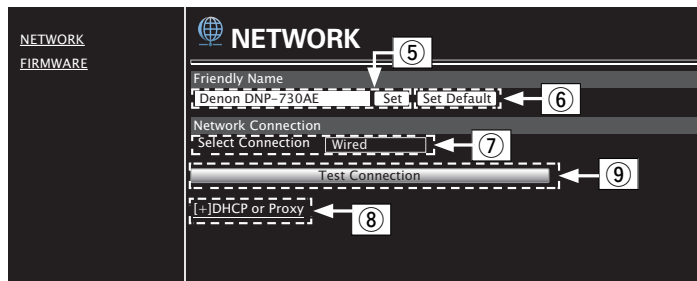 NETWORK
FIRMWARE
NETWORK
⑤
Friendly Name
Denon DNP-730AE Set Set Default ⑥
Network Connection
Select Connection Wired ⑦
Test Connection ⑨
[+]DHCP or Proxy ⑧